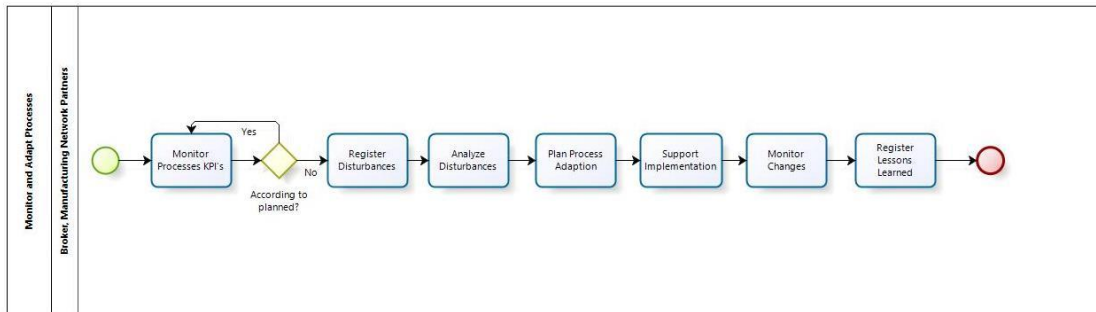 Monitor and Adapt Processes
Broker, Manufacturing Network Partners
Monitor
Processes KPI's
Yes
According to
planned?
No
Register
Disturbances
Analyze
Disturbances
Plan Process
Adaption
Support
Implementation
Monitor
Changes
Register
Lessons
Learned